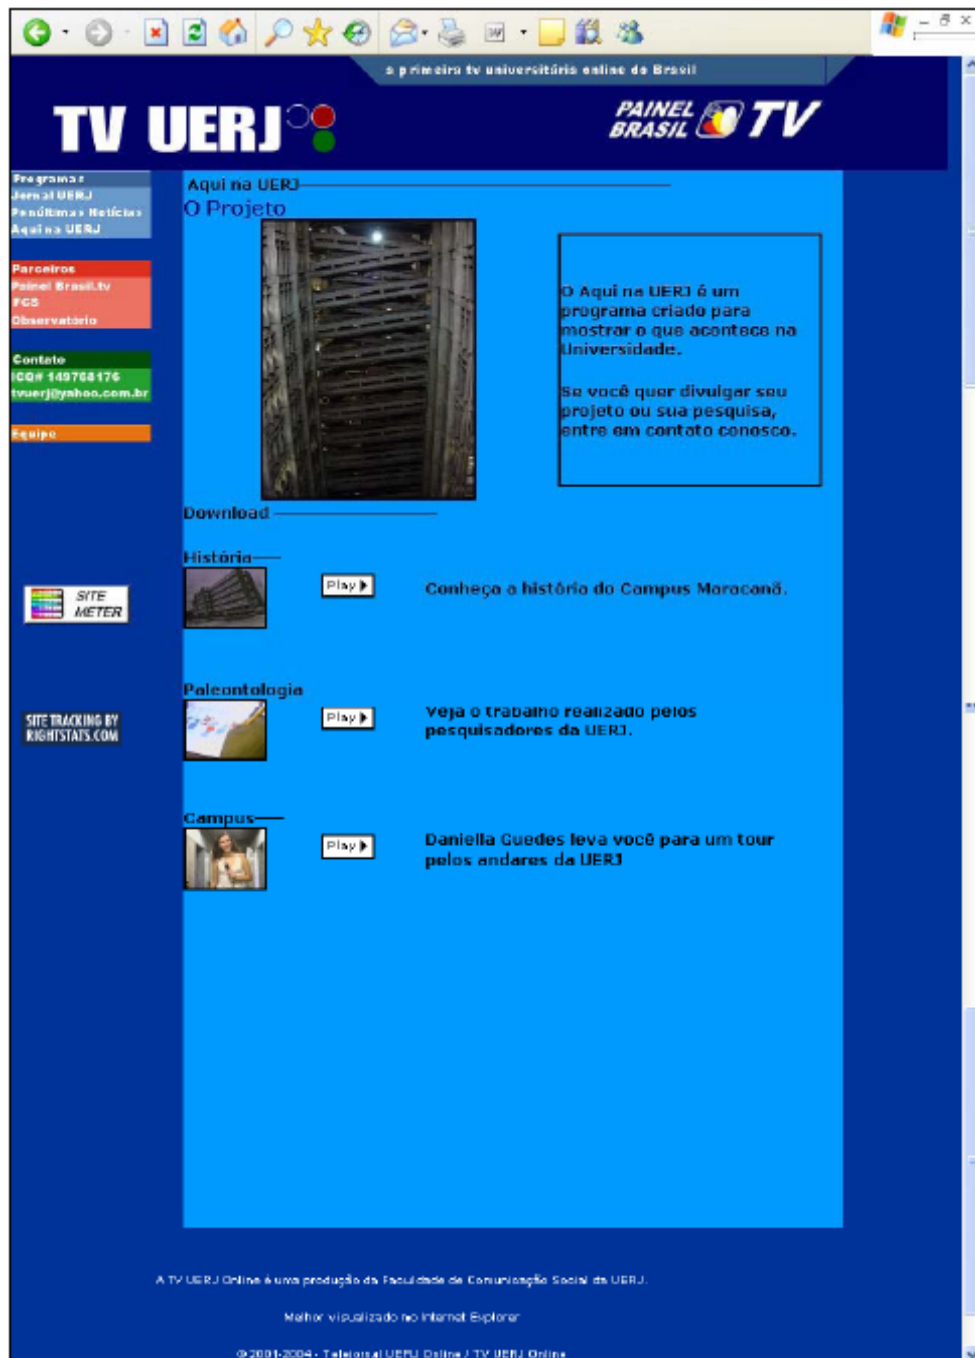 a primeira tv universitária online do Brasil
TV UERJ
PAINEL
BRASIL TV
Programas
Jornal UERJ
Penúltimas Notícias
Aqui na UERJ
Parceiros
Painel Brasil.tv
FCS
Observatório
Contato
ICQ# 149768176
tvuerj@yahoo.com.br
Equipe
SITE
METER
SITE TRACKING BY
RIGHTSTATS.COM
Aqui na UERJ
O Projeto
O Aqui na UERJ é um
programa criado para
mostrar o que acontece na
Universidade.
Se você quer divulgar seu
projeto ou sua pesquisa,
entre em contato conosco.
Download
História
Play
Conheça a história do Campus Maracanã.
Paleontologia
Play
Veja o trabalho realizado pelos
pesquisadores da UERJ.
Campus
Play
Daniella Guedes leva você para um tour
pelos andares da UERJ
A TV UERJ Online é uma produção da Faculdade de Comunicação Social da UERJ.
Melhor visualizado no Internet Explorer
© 2001-2004 - Telejornal UERJ Online / TV UERJ Online